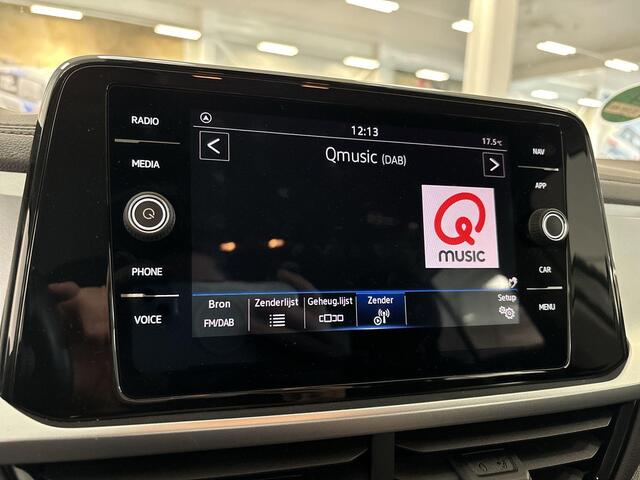 RADIO
MEDIA
PHONE
VOICE
12:13
17.5°C
< Qmusic (DAB) >
Q
MUSIC
Bron
FM/DAB
Zenderlijst
Geheug.lijst
Zender
Setup
NAV
APP
CAR
MENU